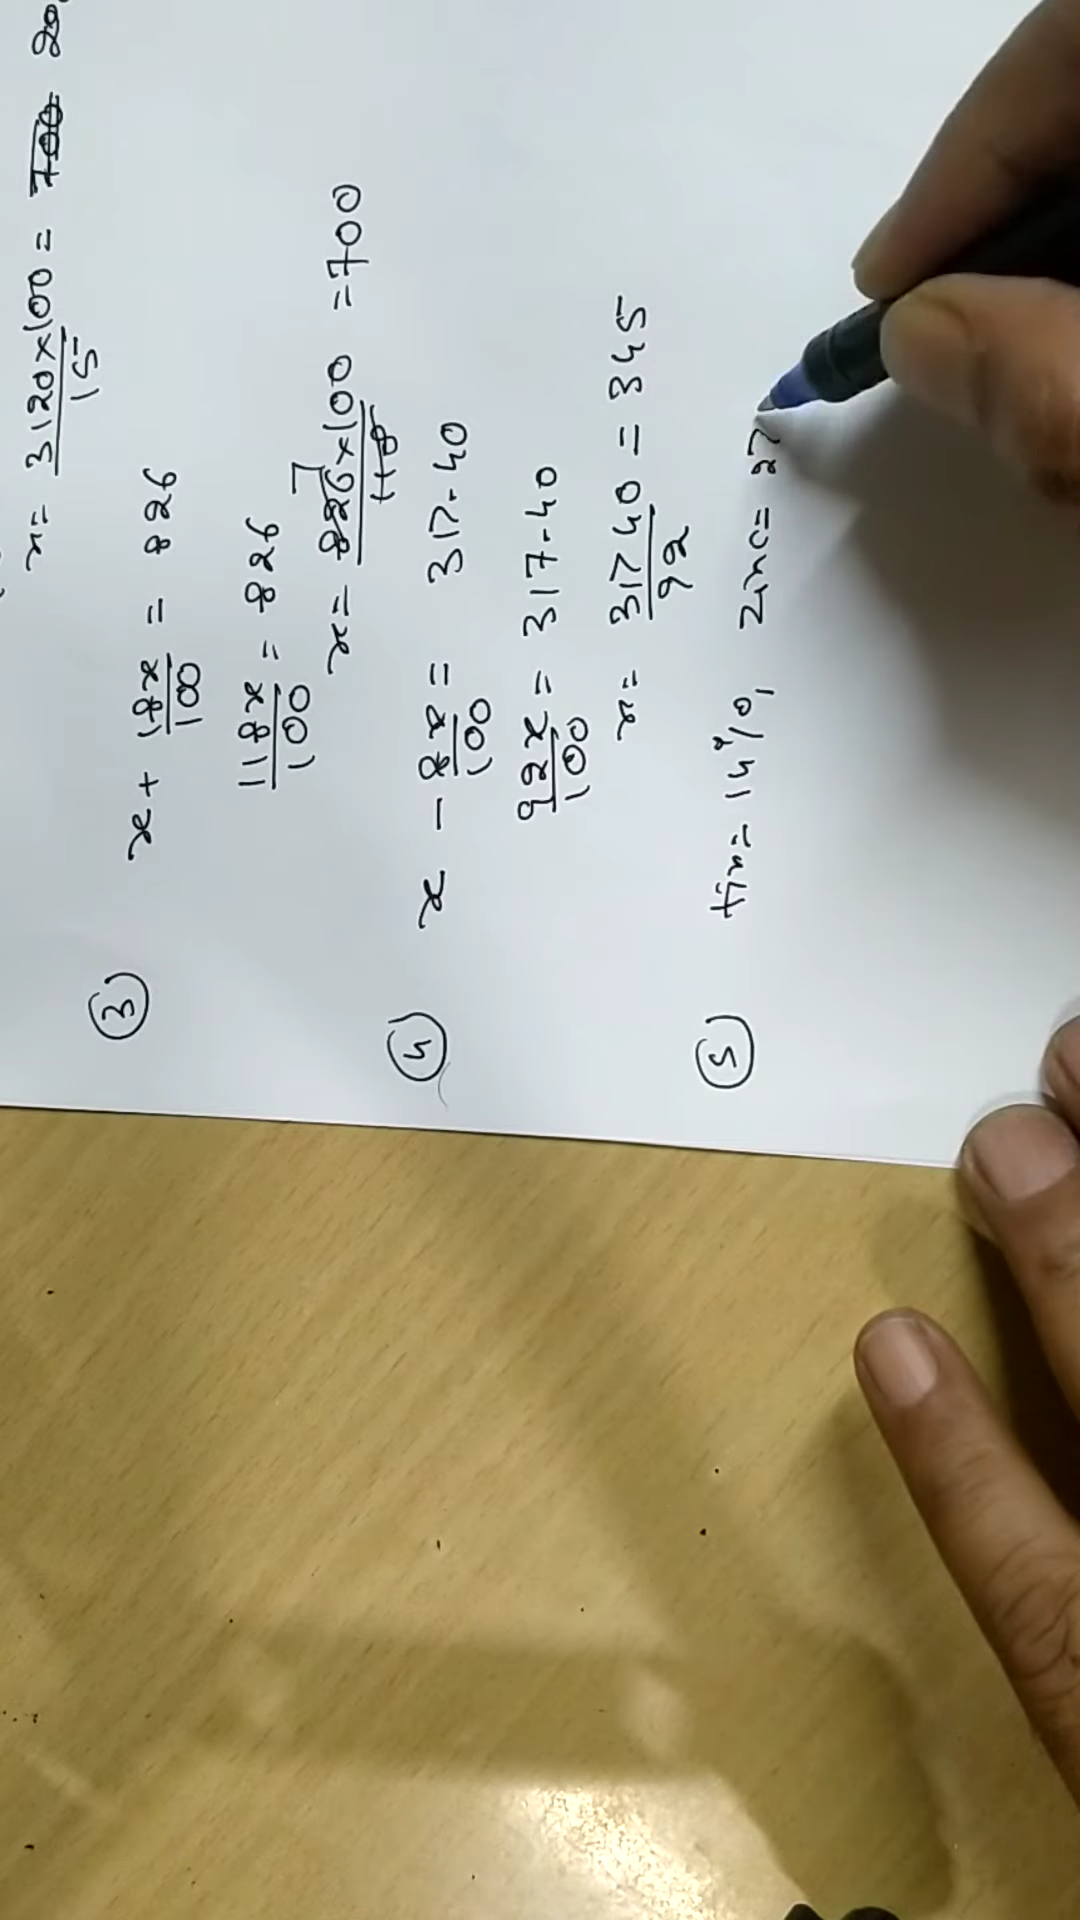 x = 3120×100/15 = 700 20
③ x + 18x/100 = 826
118x/100 = 826
x = 826×100/118 = 700
7
④ x - 8x/100 = 317.40
92x/100 = 317.40
x = 31740/92 = 345
⑤ tin = 14%, zinc = 27